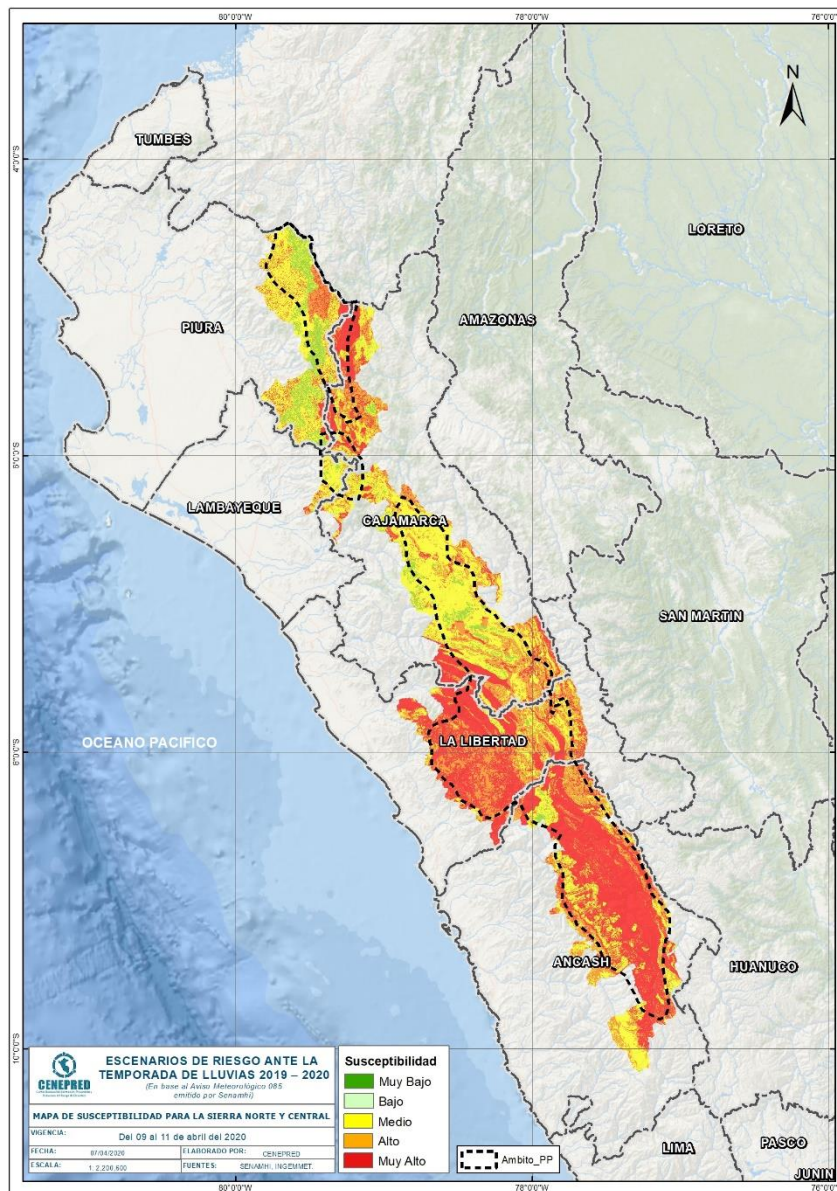 80°0'0"W
78°0'0"W
76°0'0"W
N
TUMBES
4°0'0"S
LORETO
PIURA
AMAZONAS
6°0'0"S
LAMBAYEQUE
CAJAMARCA
SAN MARTIN
OCEANO PACIFICO
LA LIBERTAD
8°0'0"S
ANCASH
HUANUCO
10°0'0"S
CENEPRED
ESCENARIOS DE RIESGO ANTE LA
TEMPORADA DE LLUVIAS 2019 – 2020
(En base al Aviso Meteorológico 085
emitido por Senamhi)
MAPA DE SUSCEPTIBILIDAD PARA LA SIERRA NORTE Y CENTRAL
VIGENCIA: Del 09 al 11 de abril del 2020
FECHA: 07/04/2020 ELABORADO POR: CENEPRED
ESCALA: 1: 2,200,600 FUENTES: SENAMHI, INGEMMET.
Susceptibilidad
Muy Bajo
Bajo
Medio
Alto
Muy Alto
Ambito_PP
LIMA
PASCO
JUNIN
80°0'0"W
78°0'0"W
76°0'0"W